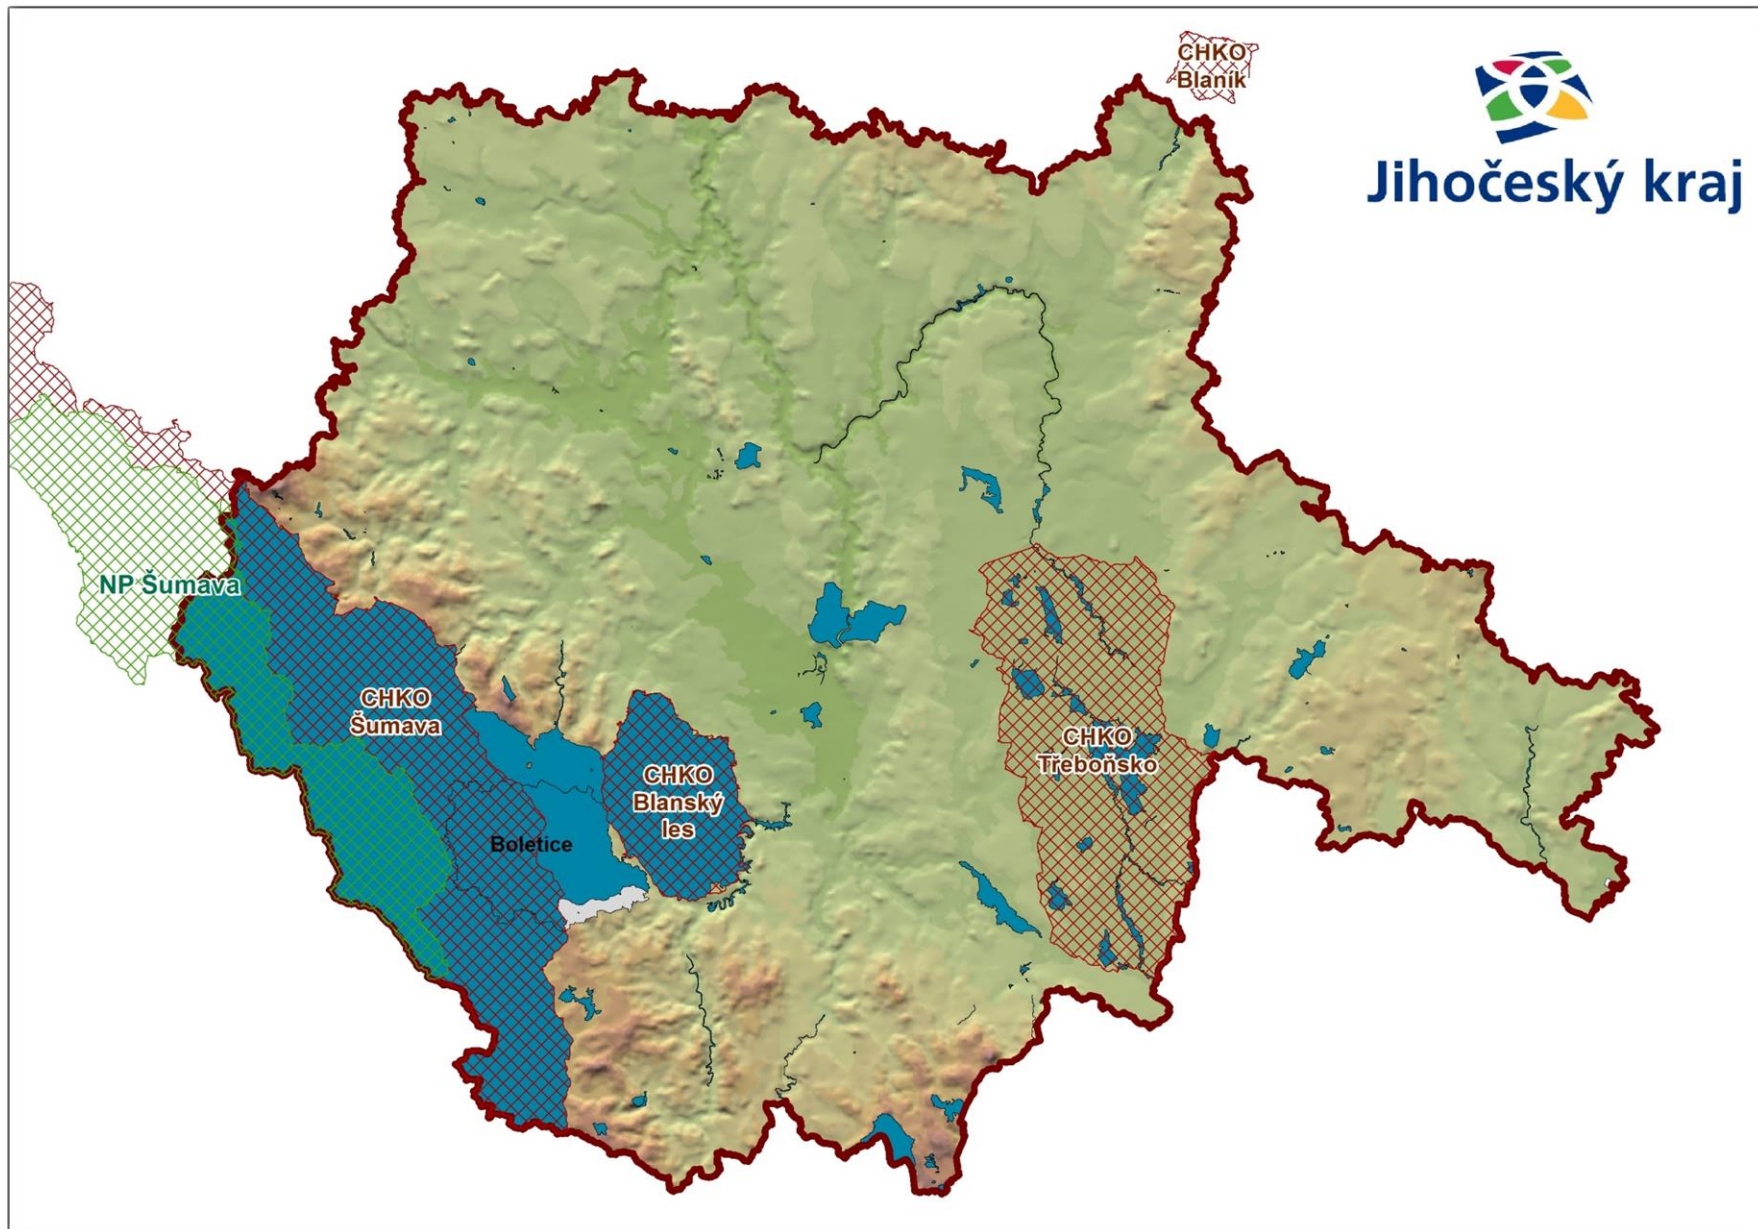 CHKO
Blaník
Jihočeský kraj
NP Šumava
CHKO
Šumava
CHKO
Blanský
les
CHKO
Třeboňsko
Boletice